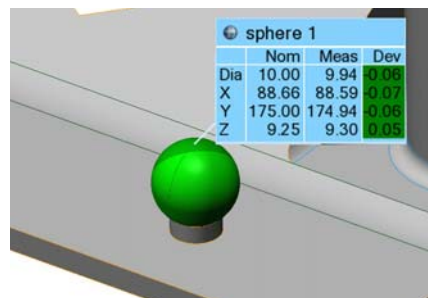 sphere 1
Nom Meas Dev
Dia 10.00 9.94 -0.06
X 88.66 88.59 -0.07
Y 175.00 174.94 -0.06
Z 9.25 9.30 0.05